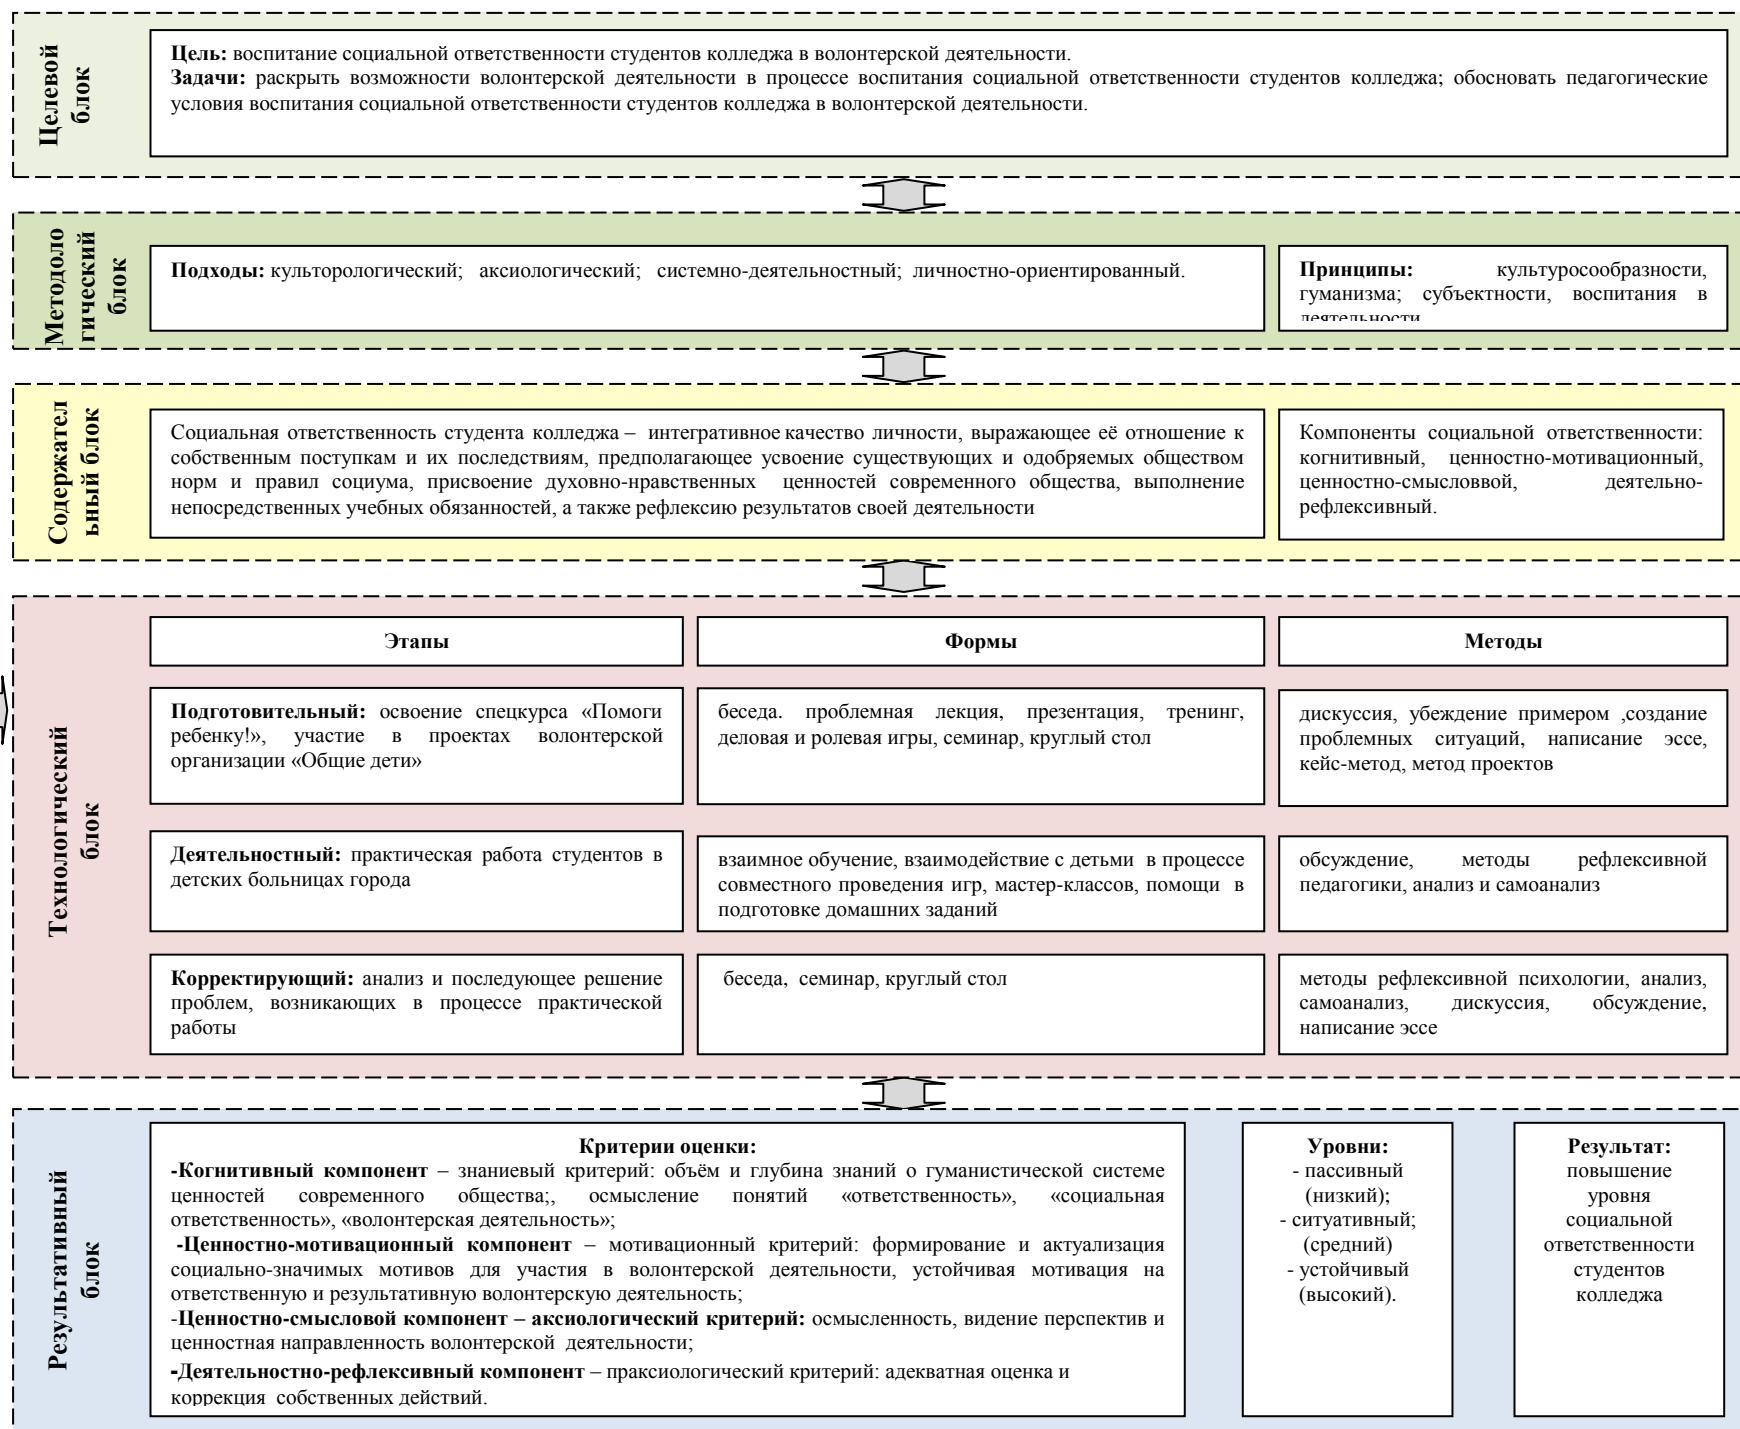 Целевой
блок
Цель: воспитание социальной ответственности студентов колледжа в волонтерской деятельности.
Задачи: раскрыть возможности волонтерской деятельности в процессе воспитания социальной ответственности студентов колледжа; обосновать педагогические
условия воспитания социальной ответственности студентов колледжа в волонтерской деятельности.
Методоло
гический
блок
Подходы: культорологический; аксиологический; системно-деятельностный; личностно-ориентированный.
Принципы: культуросообразности,
гуманизма; субъектности, воспитания в
деятельности
Содержател
ьный блок
Социальная ответственность студента колледжа – интегративное качество личности, выражающее её отношение к
собственным поступкам и их последствиям, предполагающее усвоение существующих и одобряемых обществом
норм и правил социума, присвоение духовно-нравственных ценностей современного общества, выполнение
непосредственных учебных обязанностей, а также рефлексию результатов своей деятельности
Компоненты социальной ответственности:
когнитивный, ценностно-мотивационный,
ценностно-смысловвой, деятельно-
рефлексивный.
Технологический
блок
Этапы
Формы
Методы
Подготовительный: освоение спецкурса «Помоги
ребенку!», участие в проектах волонтерской
организации «Общие дети»
беседа. проблемная лекция, презентация, тренинг,
деловая и ролевая игры, семинар, круглый стол
дискуссия, убеждение примером ,создание
проблемных ситуаций, написание эссе,
кейс-метод, метод проектов
Деятельностный: практическая работа студентов в
детских больницах города
взаимное обучение, взаимодействие с детьми в процессе
совместного проведения игр, мастер-классов, помощи в
подготовке домашних заданий
обсуждение, методы рефлексивной
педагогики, анализ и самоанализ
Корректирующий: анализ и последующее решение
проблем, возникающих в процессе практической
работы
беседа, семинар, круглый стол
методы рефлексивной психологии, анализ,
самоанализ, дискуссия, обсуждение,
написание эссе
Результативный
блок
Критерии оценки:
-Когнитивный компонент – знаниевый критерий: объём и глубина знаний о гуманистической системе
ценностей современного общества;, осмысление понятий «ответственность», «социальная
ответственность», «волонтерская деятельность»;
-Ценностно-мотивационный компонент – мотивационный критерий: формирование и актуализация
социально-значимых мотивов для участия в волонтерской деятельности, устойчивая мотивация на
ответственную и результативную волонтерскую деятельность;
-Ценностно-смысловой компонент – аксиологический критерий: осмысленность, видение перспектив и
ценностная направленность волонтерской деятельности;
-Деятельностно-рефлексивный компонент – праксиологический критерий: адекватная оценка и
коррекция собственных действий.
Уровни:
- пассивный
(низкий);
- ситуативный;
(средний)
- устойчивый
(высокий).
Результат:
повышение
уровня
социальной
ответственности
студентов
колледжа